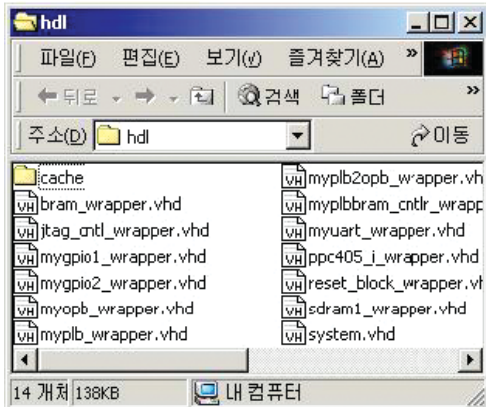 hdl
파일(F) 편집(E) 보기(V) 즐겨찾기(A) »
뒤로 검색 폴더 »
주소(D) hdl 이동
cache
bram_wrapper.vhd
jtag_cntl_wrapper.vhd
mygpio1_wrapper.vhd
mygpio2_wrapper.vhd
myopb_wrapper.vhd
myplb_wrapper.vhd
myplb2opb_wrapper.vh
myplbbram_cntlr_wrapp
myuart_wrapper.vhd
ppc405_i_wrapper.vhd
reset_block_wrapper.vh
sdram1_wrapper.vhd
system.vhd
14 개체 138KB 내 컴퓨터